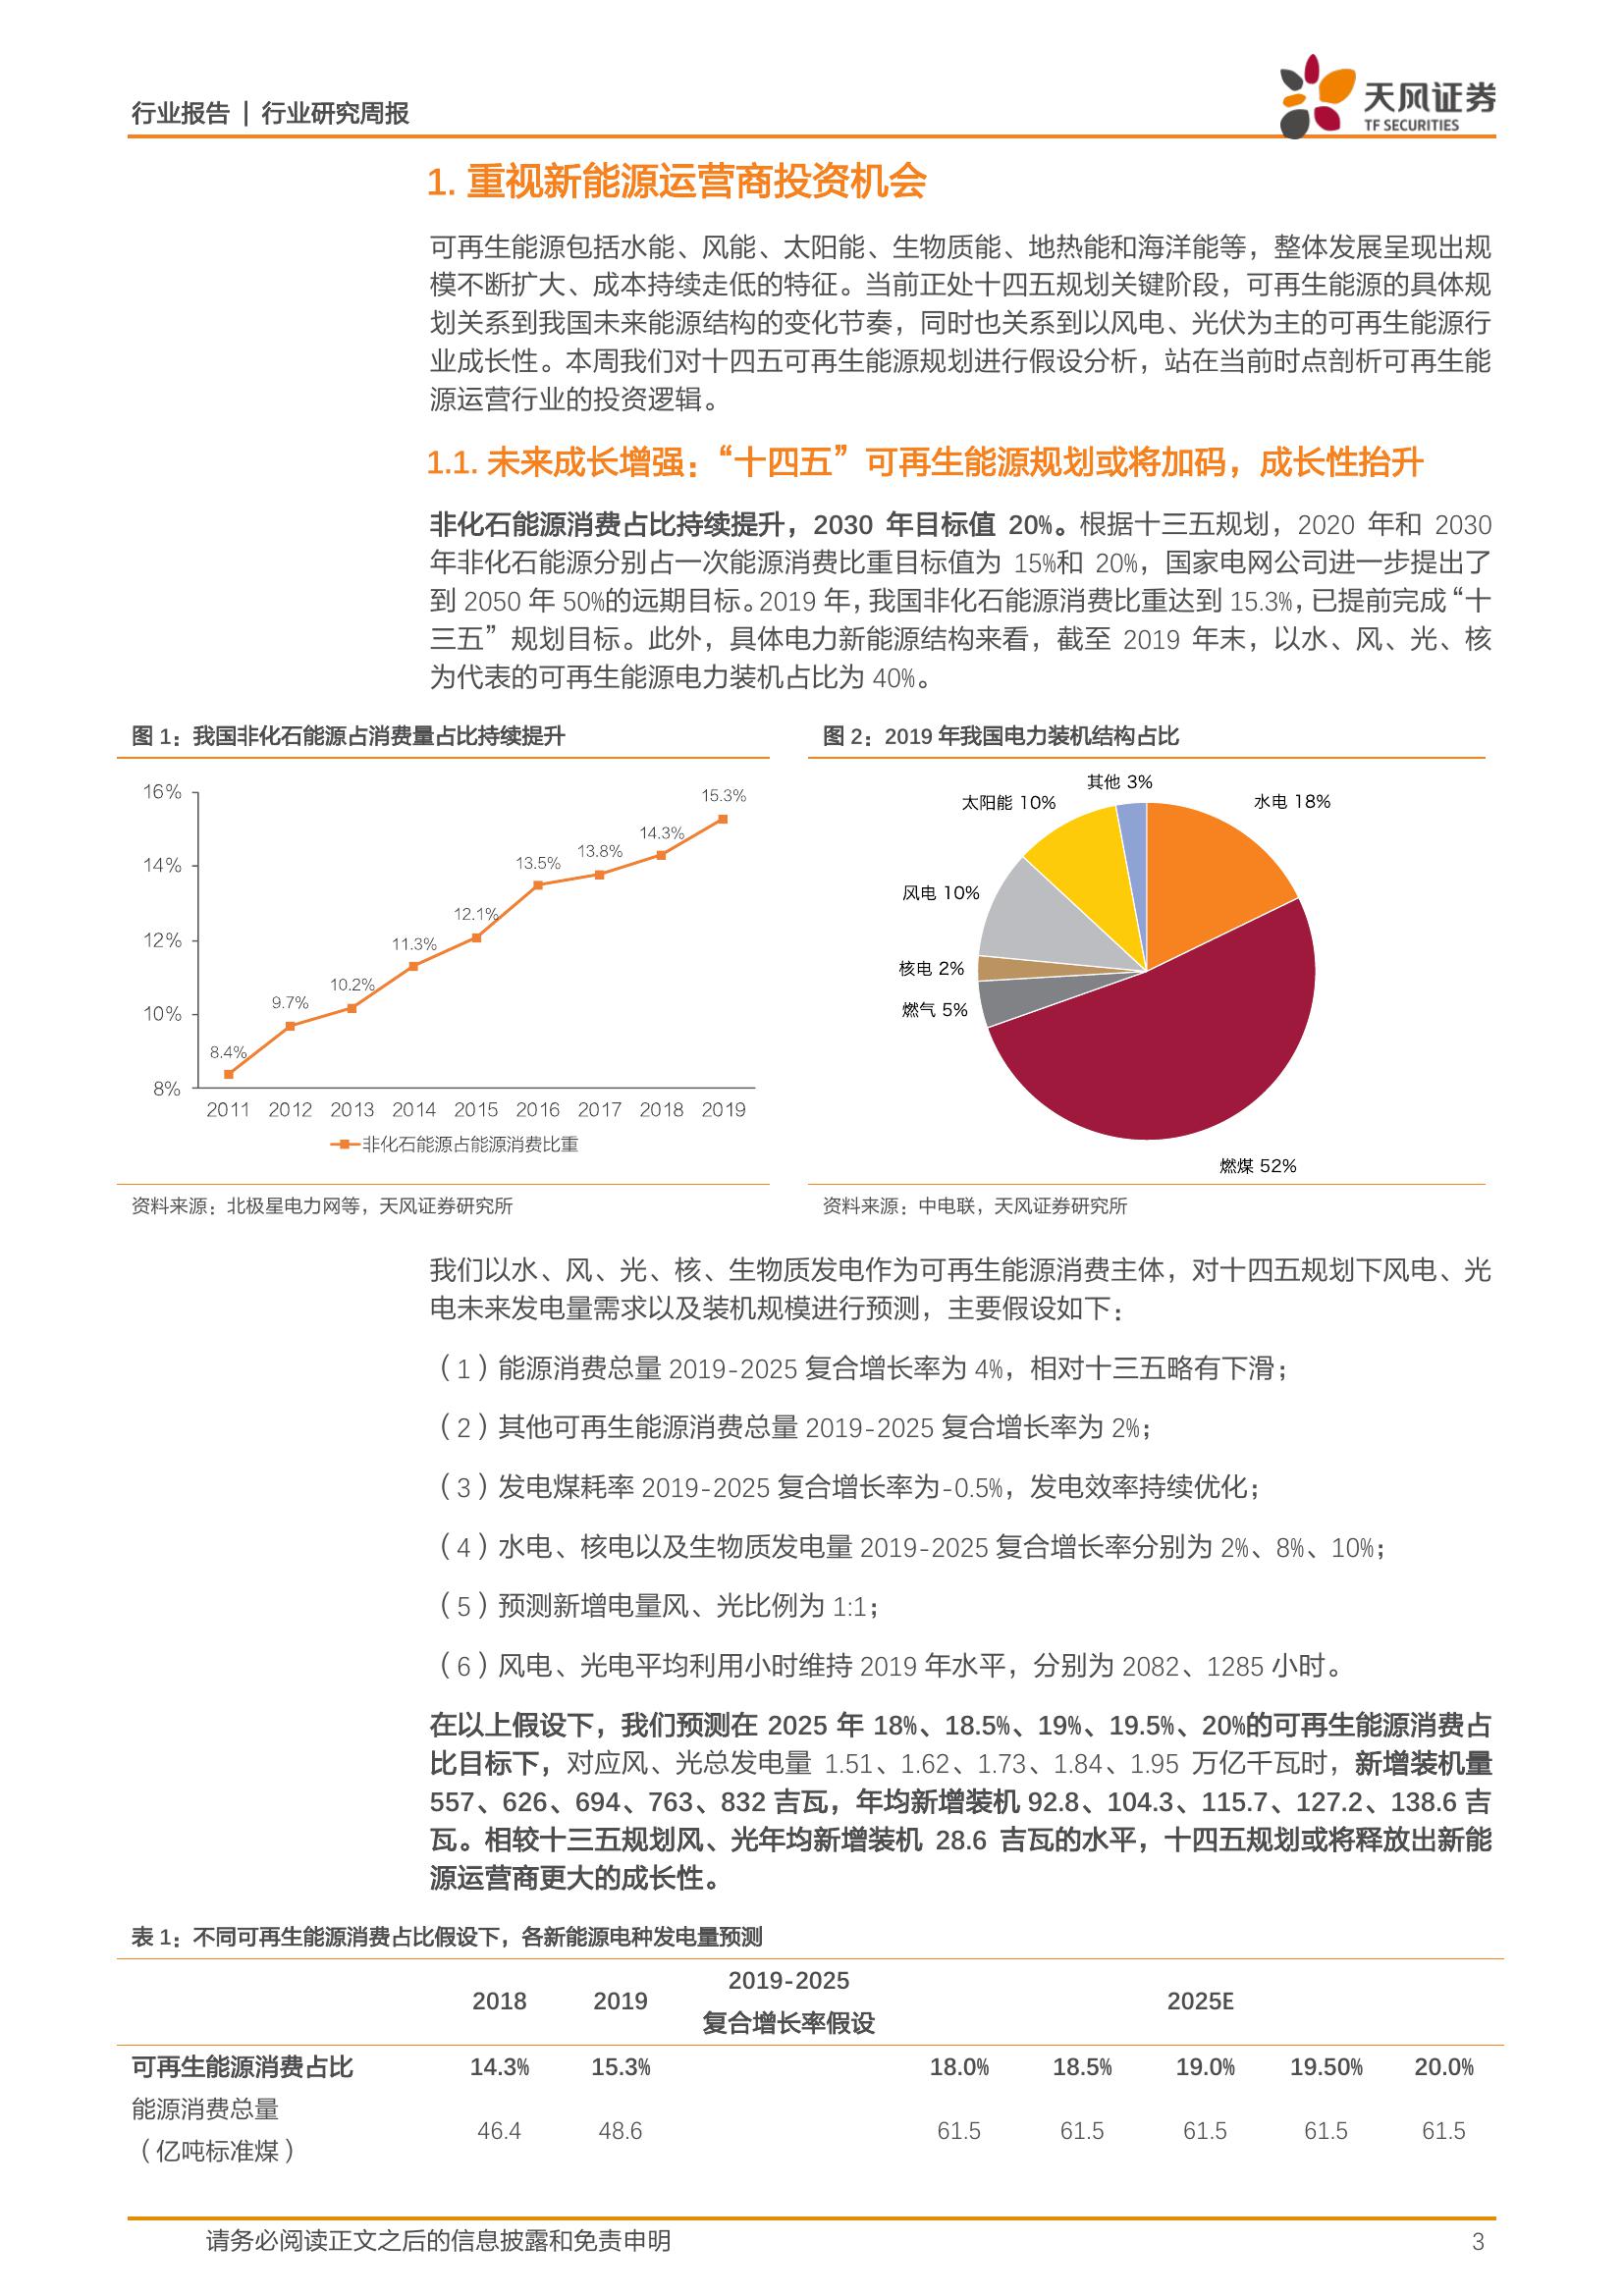 行业报告 | 行业研究周报
天风证券
TF SECURITIES
1. 重视新能源运营商投资机会
可再生能源包括水能、风能、太阳能、生物质能、地热能和海洋能等，整体发展呈现出规
模不断扩大、成本持续走低的特征。当前正处十四五规划关键阶段，可再生能源的具体规
划关系到我国未来能源结构的变化节奏，同时也关系到以风电、光伏为主的可再生能源行
业成长性。本周我们对十四五可再生能源规划进行假设分析，站在当前时点剖析可再生能
源运营行业的投资逻辑。
1.1. 未来成长增强：“十四五”可再生能源规划或将加码，成长性抬升
非化石能源消费占比持续提升，2030 年目标值 20%。根据十三五规划，2020 年和 2030
年非化石能源分别占一次能源消费比重目标值为 15%和 20%，国家电网公司进一步提出了
到 2050 年 50%的远期目标。2019 年，我国非化石能源消费比重达到 15.3%，已提前完成“十
三五”规划目标。此外，具体电力新能源结构来看，截至 2019 年末，以水、风、光、核
为代表的可再生能源电力装机占比为 40%。
图 1：我国非化石能源占消费量占比持续提升
16%
14%
12%
10%
8%
8.4%
9.7%
10.2%
11.3%
12.1%
13.5%
13.8%
14.3%
15.3%
2011 2012 2013 2014 2015 2016 2017 2018 2019
非化石能源占能源消费比重
资料来源：北极星电力网等，天风证券研究所
图 2：2019 年我国电力装机结构占比
其他 3%
太阳能 10%
水电 18%
风电 10%
核电 2%
燃气 5%
燃煤 52%
资料来源：中电联，天风证券研究所
我们以水、风、光、核、生物质发电作为可再生能源消费主体，对十四五规划下风电、光
电未来发电量需求以及装机规模进行预测，主要假设如下：
（1）能源消费总量 2019-2025 复合增长率为 4%，相对十三五略有下滑；
（2）其他可再生能源消费总量 2019-2025 复合增长率为 2%；
（3）发电煤耗率 2019-2025 复合增长率为-0.5%，发电效率持续优化；
（4）水电、核电以及生物质发电量 2019-2025 复合增长率分别为 2%、8%、10%；
（5）预测新增电量风、光比例为 1:1；
（6）风电、光电平均利用小时维持 2019 年水平，分别为 2082、1285 小时。
在以上假设下，我们预测在 2025 年 18%、18.5%、19%、19.5%、20%的可再生能源消费占
比目标下，对应风、光总发电量 1.51、1.62、1.73、1.84、1.95 万亿千瓦时，新增装机量
557、626、694、763、832 吉瓦，年均新增装机 92.8、104.3、115.7、127.2、138.6 吉
瓦。相较十三五规划风、光年均新增装机 28.6 吉瓦的水平，十四五规划或将释放出新能
源运营商更大的成长性。
表 1：不同可再生能源消费占比假设下，各新能源电种发电量预测
2018 2019 2019-2025 2025E
复合增长率假设
可再生能源消费占比 14.3% 15.3% 18.0% 18.5% 19.0% 19.50% 20.0%
能源消费总量
46.4 48.6 61.5 61.5 61.5 61.5 61.5
（亿吨标准煤）
请务必阅读正文之后的信息披露和免责申明 3